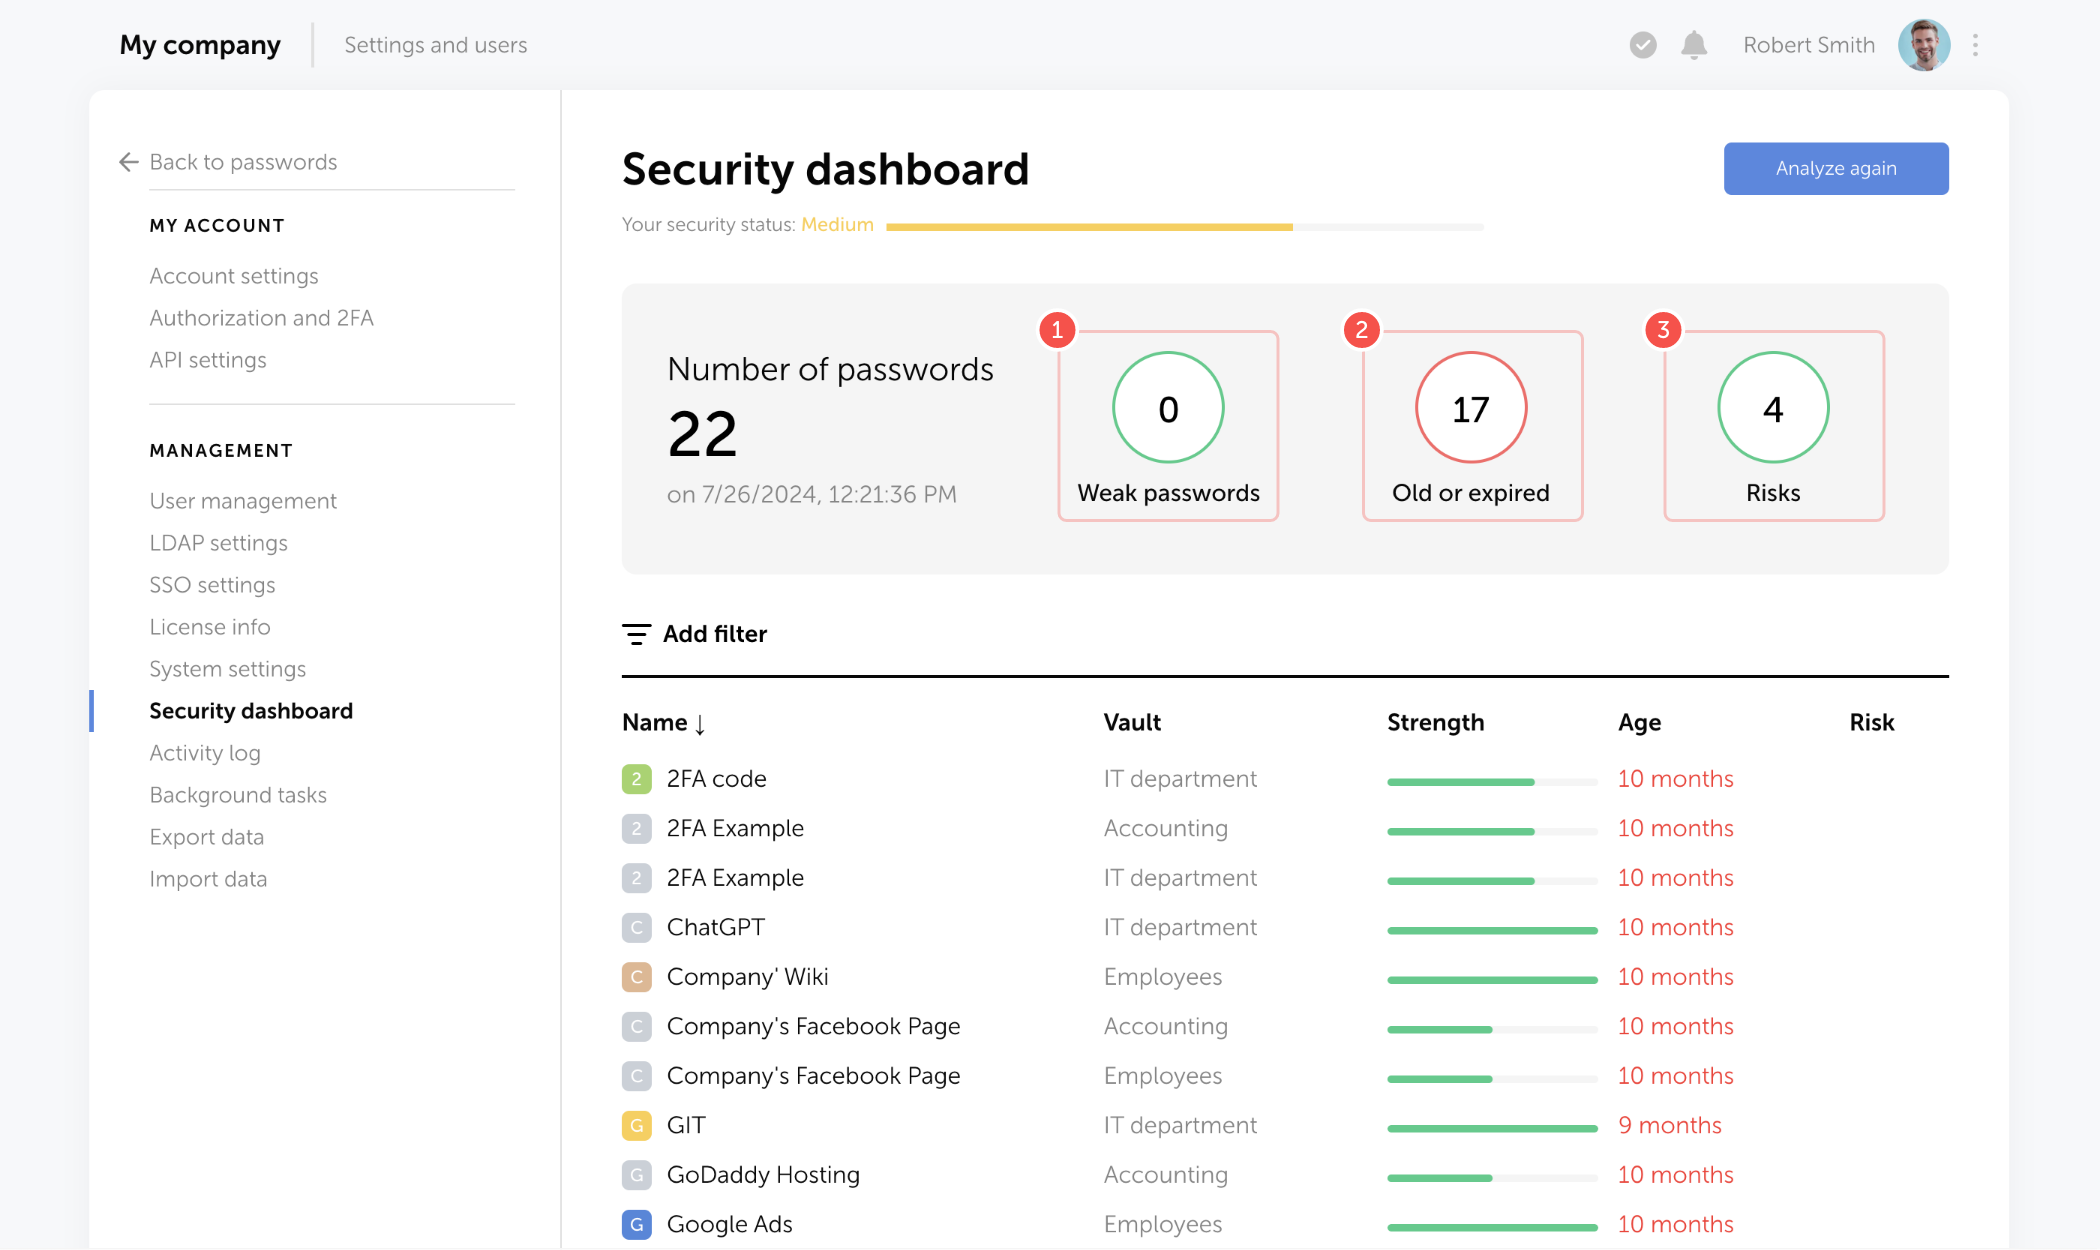 My company
Settings and users
Robert Smith
Back to passwords
MY ACCOUNT
Account settings
Authorization and 2FA
API settings
MANAGEMENT
User management
LDAP settings
SSO settings
License info
System settings
Security dashboard
Activity log
Background tasks
Export data
Import data
Security dashboard
Analyze again
Your security status: Medium
Number of passwords
22
on 7/26/2024, 12:21:36 PM
1
0
Weak passwords
2
17
Old or expired
3
4
Risks
Add filter
Name ↓ Vault Strength Age Risk
2 2FA code IT department 10 months
2 2FA Example Accounting 10 months
2 2FA Example IT department 10 months
C ChatGPT IT department 10 months
C Company' Wiki Employees 10 months
C Company's Facebook Page Accounting 10 months
C Company's Facebook Page Employees 10 months
G GIT IT department 9 months
G GoDaddy Hosting Accounting 10 months
G Google Ads Employees 10 months